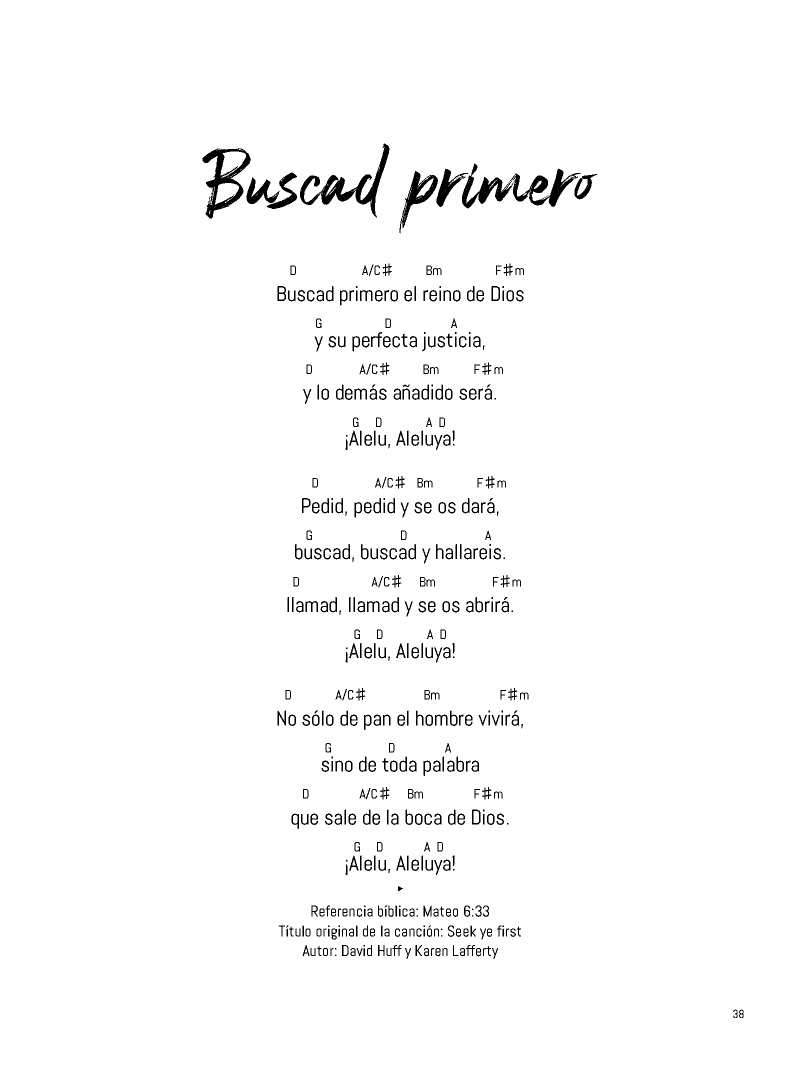 Buscad primero
D A/C♯ Bm F♯m
Buscad primero el reino de Dios
G D A
y su perfecta justicia,
D A/C♯ Bm F♯m
y lo demás añadido será.
G D A D
¡Alelu, Aleluya!
D A/C♯ Bm F♯m
Pedid, pedid y se os dará,
G D A
buscad, buscad y hallareis.
D A/C♯ Bm F♯m
llamad, llamad y se os abrirá.
G D A D
¡Alelu, Aleluya!
D A/C♯ Bm F♯m
No sólo de pan el hombre vivirá,
G D A
sino de toda palabra
D A/C♯ Bm F♯m
que sale de la boca de Dios.
G D A D
¡Alelu, Aleluya!
Referencia bíblica: Mateo 6:33
Título original de la canción: Seek ye first
Autor: David Huff y Karen Lafferty
38